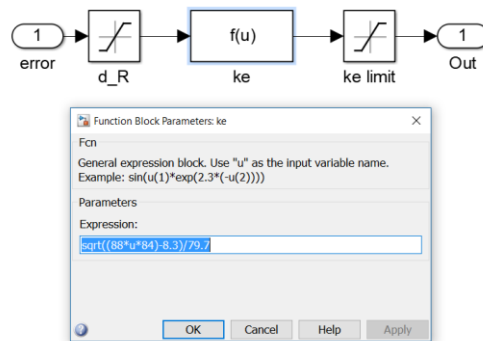 1
f(u)
1
error
d_R
ke
ke limit
Out
Function Block Parameters: ke
Fcn
General expression block. Use "u" as the input variable name.
Example: sin(u(1)*exp(2.3*(-u(2))))
Parameters
Expression:
sqrt((88*u*84)-8.3)/79.7
OK Cancel Help Apply